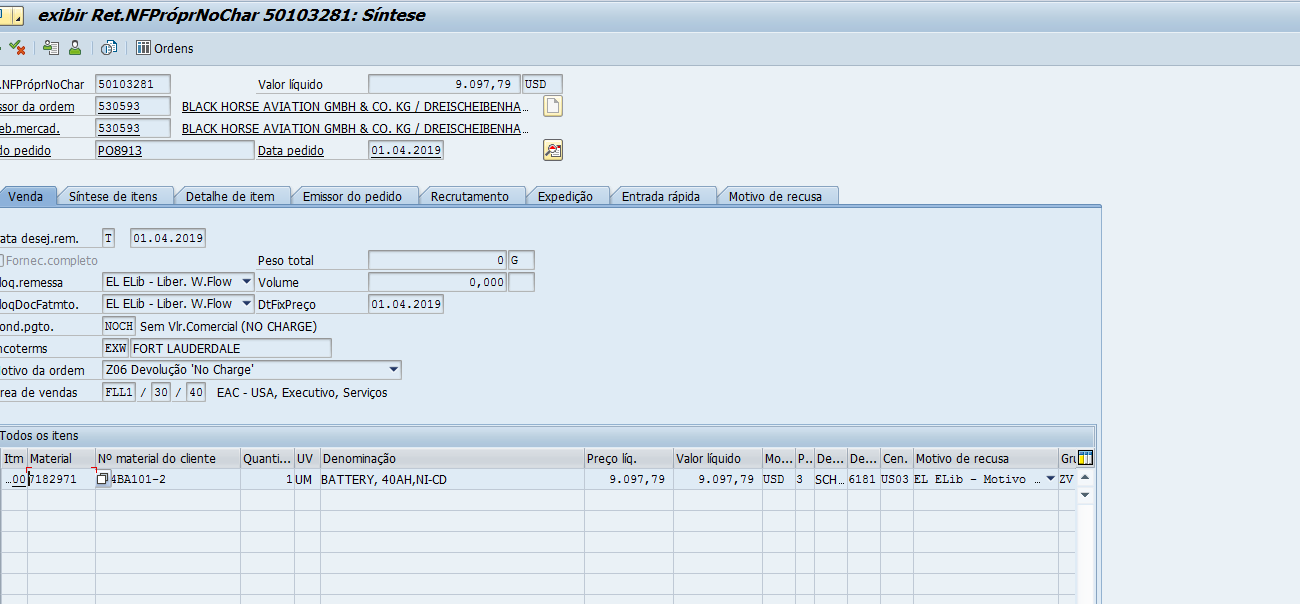 exibir Ret.NFPróprNoChar 50103281: Síntese
Ordens
.NFPróprNoChar 50103281 Valor líquido 9.097,79 USD
ssor da ordem 530593 BLACK HORSE AVIATION GMBH & CO. KG / DREISCHEIBENHA...
eb.mercad. 530593 BLACK HORSE AVIATION GMBH & CO. KG / DREISCHEIBENHA...
do pedido PO8913 Data pedido 01.04.2019
Venda Síntese de itens Detalhe de item Emissor do pedido Recrutamento Expedição Entrada rápida Motivo de recusa
ata desej.rem. T 01.04.2019
Fornec.completo Peso total 0 G
loq.remessa EL ELib - Liber. W.Flow Volume 0,000
loqDocFatmto. EL ELib - Liber. W.Flow DtFixPreço 01.04.2019
ond.pgto. NOCH Sem Vlr.Comercial (NO CHARGE)
ncoterms EXW FORT LAUDERDALE
otivo da ordem Z06 Devolução 'No Charge'
rea de vendas FLL1 / 30 / 40 EAC - USA, Executivo, Serviços
Todos os itens
Itm Material Nº material do cliente Quanti... UV Denominação Preço líq. Valor líquido Mo... P.. De... De... Cen. Motivo de recusa Gru
...00 7182971 4BA101-2 1 UM BATTERY, 40AH,NI-CD 9.097,79 9.097,79 USD 3 SCH... 6181 US03 EL ELib - Motivo ... ZV